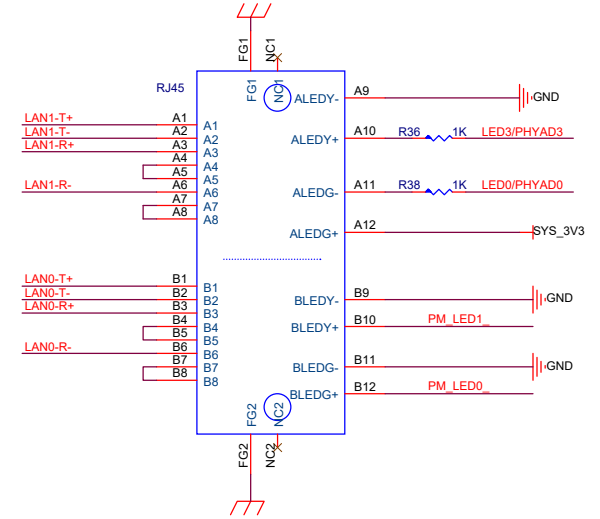 FG1
NC1
RJ45
FG1
NC1
ALEDY-
A9
GND
LAN1-T+
A1
A1
LAN1-T-
A2
A2
ALEDY+
A10
R36
1K
LED3/PHYAD3
LAN1-R+
A3
A3
A4
A4
A5
A5
LAN1-R-
A6
A6
ALEDG-
A11
R38
1K
LED0/PHYAD0
A7
A7
A8
A8
ALEDG+
A12
SYS_3V3
LAN0-T+
B1
B1
LAN0-T-
B2
B2
BLEDY-
B9
GND
LAN0-R+
B3
B3
B4
B4
BLEDY+
B10
PM_LED1_
B5
B5
LAN0-R-
B6
B6
B7
B7
BLEDG-
B11
GND
B8
B8
BLEDG+
B12
PM_LED0_
FG2
NC2
FG2
NC2